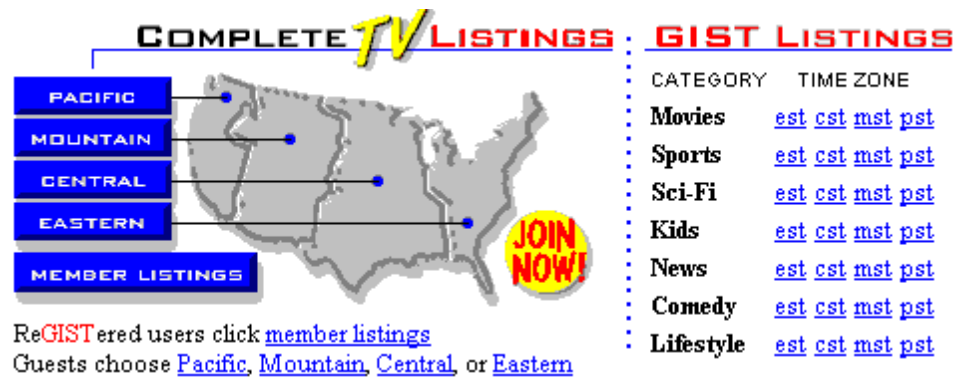 COMPLETE TV LISTINGS
PACIFIC
MOUNTAIN
CENTRAL
EASTERN
MEMBER LISTINGS
JOIN
NOW!
ReGISTered users click member listings
Guests choose Pacific, Mountain, Central, or Eastern
GIST LISTINGS
CATEGORY TIME ZONE
Movies est cst mst pst
Sports est cst mst pst
Sci-Fi est cst mst pst
Kids est cst mst pst
News est cst mst pst
Comedy est cst mst pst
Lifestyle est cst mst pst